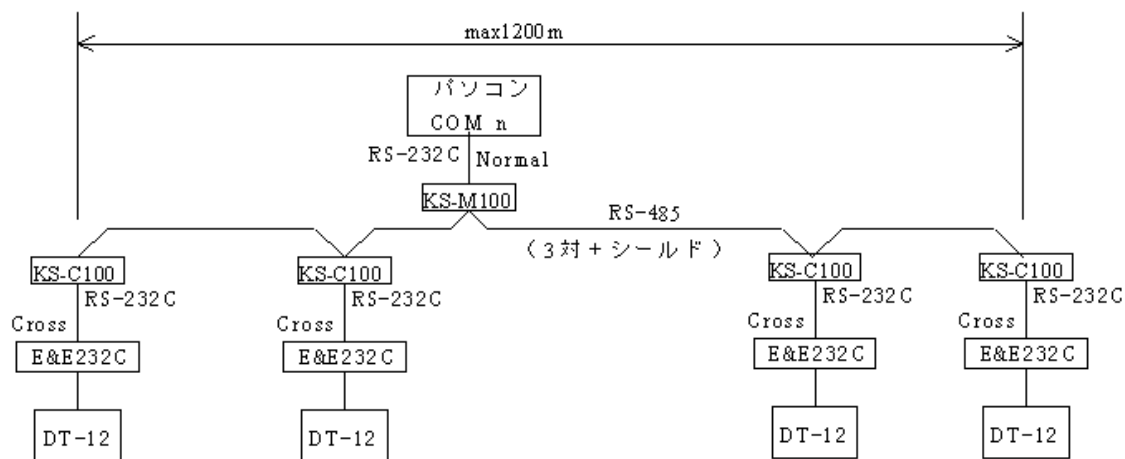 max1200m
パソコン
COM n
RS-232C Normal
KS-M100
RS-485
(3対+シールド)
KS-C100 KS-C100 KS-C100 KS-C100
RS-232C RS-232C RS-232C RS-232C
Cross Cross Cross Cross
E&E232C E&E232C E&E232C E&E232C
DT-12 DT-12 DT-12 DT-12